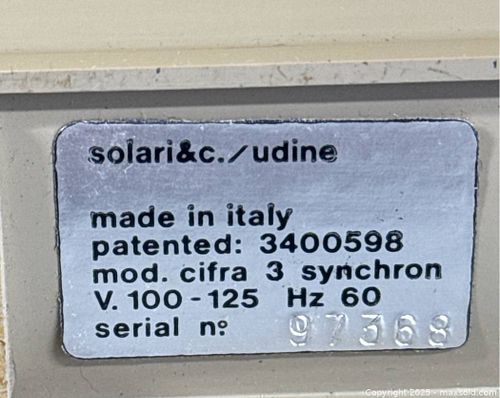 solari&c./udine
made in italy
patented: 3400598
mod. cifra 3 synchron
V. 100-125 Hz 60
serial nº 97368
Copyright 2025 - maxsold.com